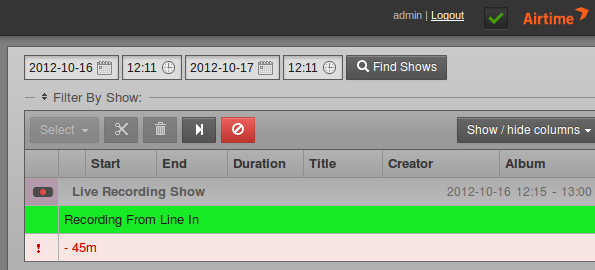 admin | Logout
Airtime
2012-10-16 12:11 2012-10-17 12:11 Find Shows
Filter By Show:
Select Show / hide columns
Start End Duration Title Creator Album
Live Recording Show 2012-10-16 12:15 - 13:00
Recording From Line In
! - 45m